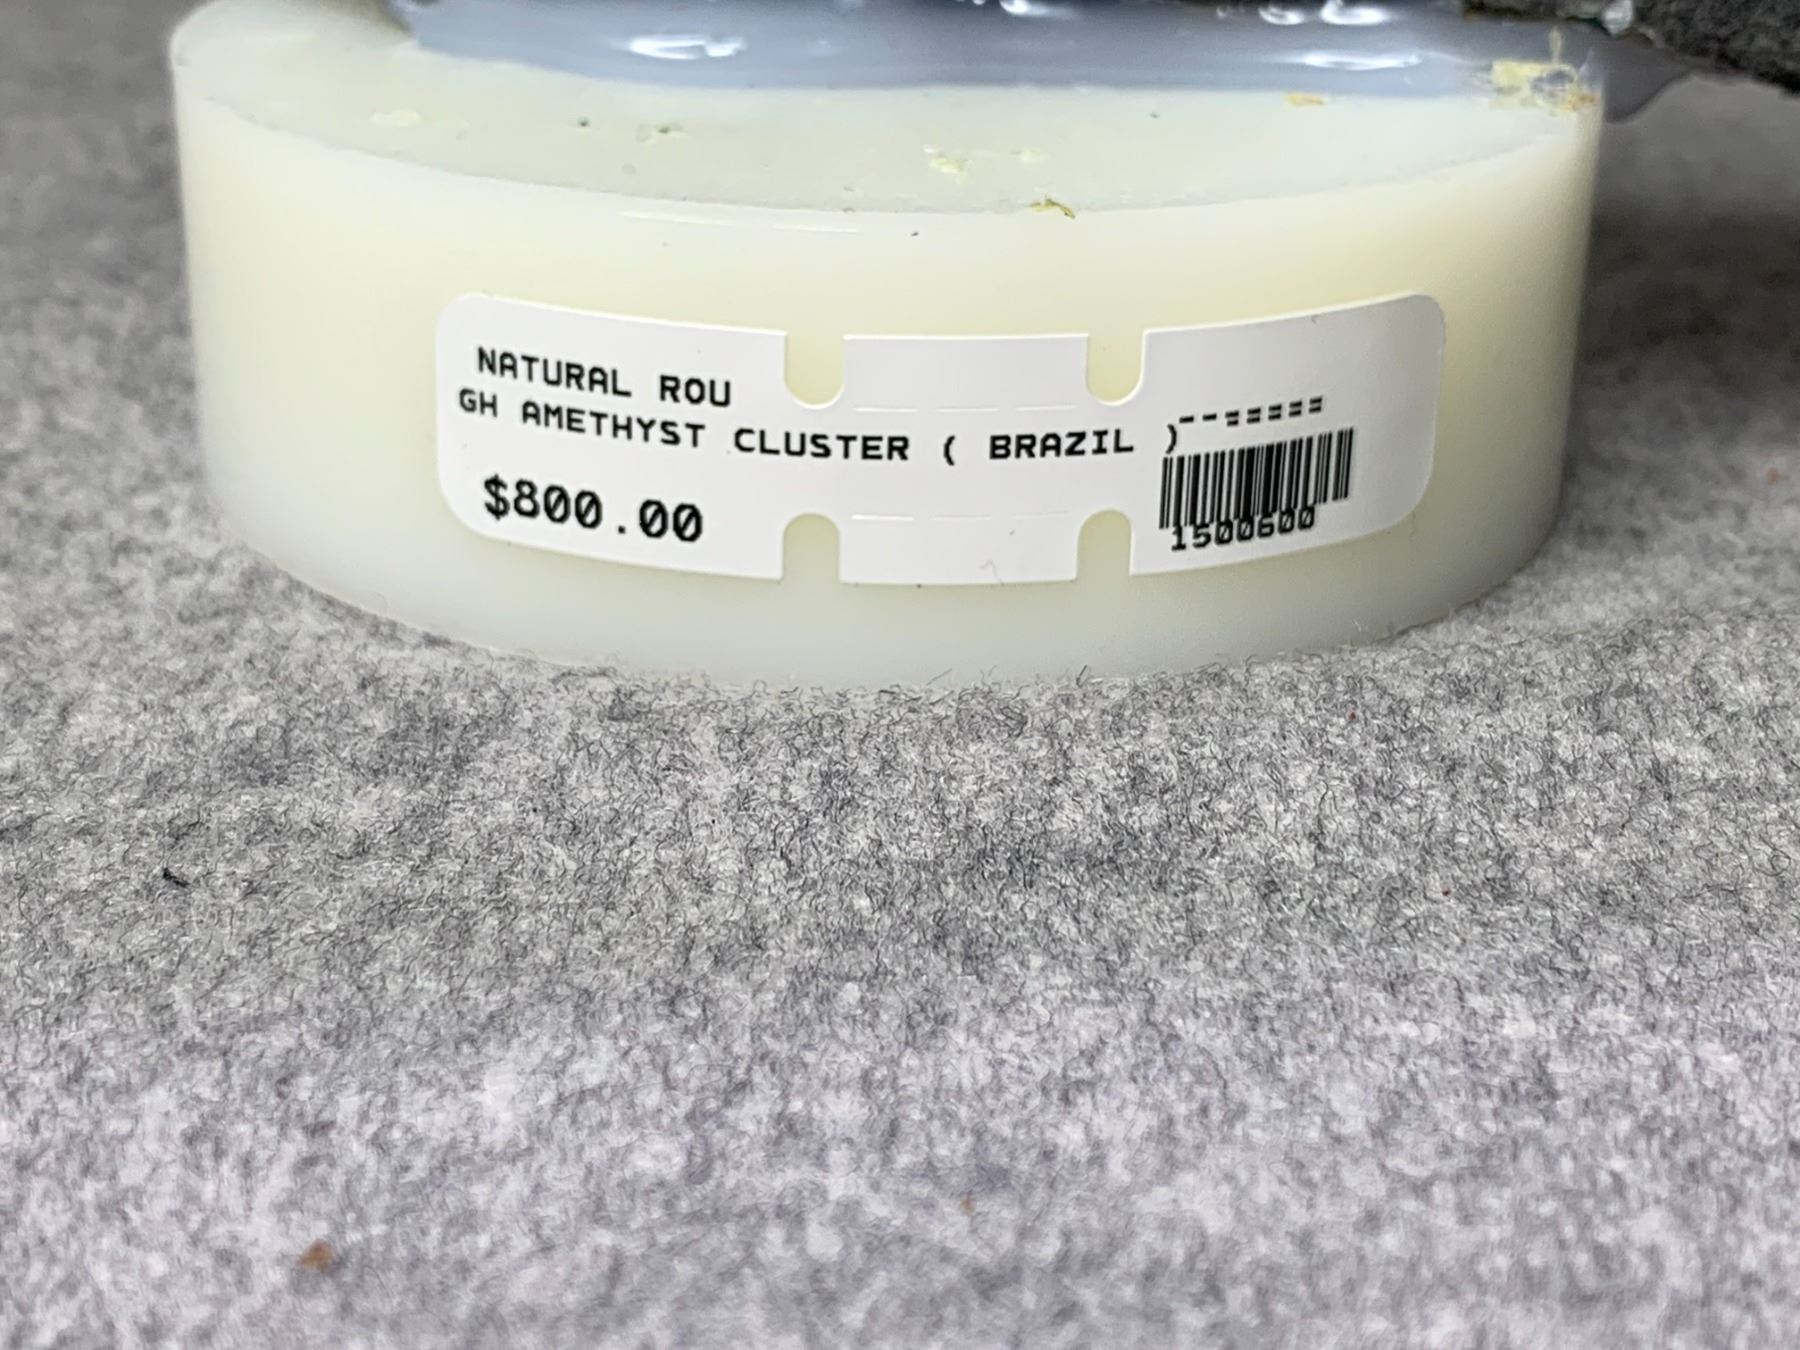 NATURAL ROU
GH AMETHYST CLUSTER ( BRAZIL )--=====
$800.00
1500600